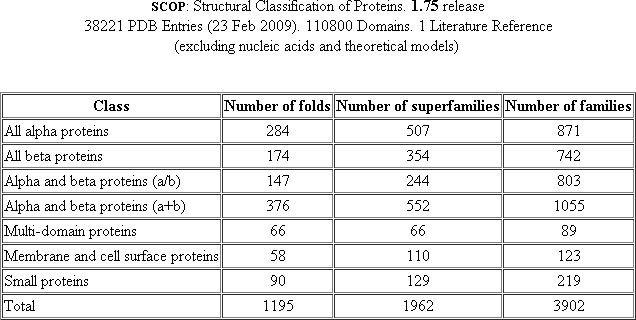 SCOP: Structural Classification of Proteins. 1.75 release
38221 PDB Entries (23 Feb 2009). 110800 Domains. 1 Literature Reference
(excluding nucleic acids and theoretical models)
Class Number of folds Number of superfamilies Number of families
All alpha proteins 284 507 871
All beta proteins 174 354 742
Alpha and beta proteins (a/b) 147 244 803
Alpha and beta proteins (a+b) 376 552 1055
Multi-domain proteins 66 66 89
Membrane and cell surface proteins 58 110 123
Small proteins 90 129 219
Total 1195 1962 3902